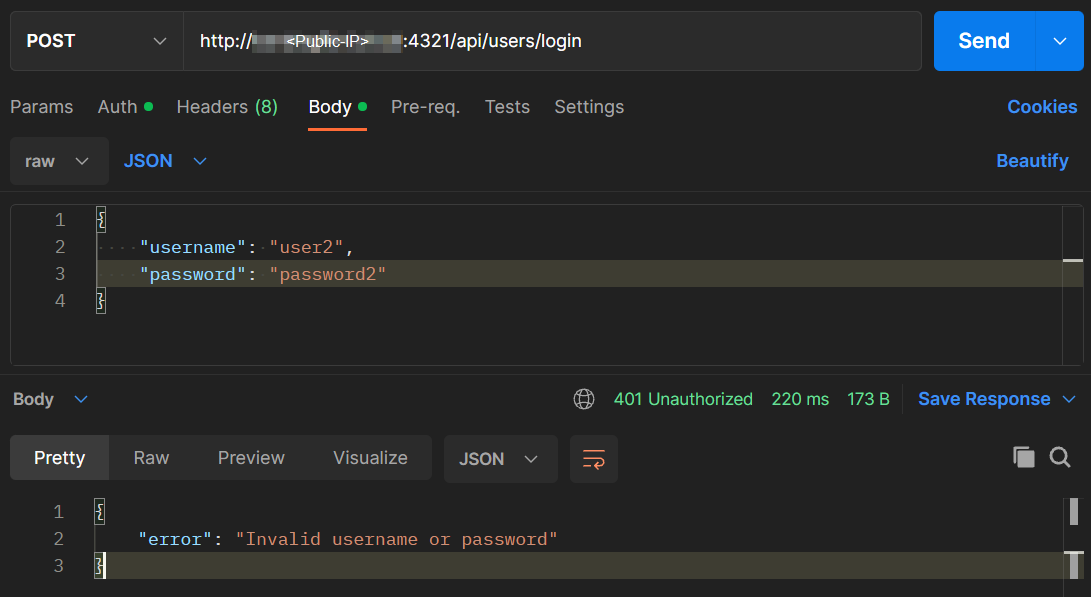 POST http://<Public-IP>:4321/api/users/login Send
Params Auth Headers (8) Body Pre-req. Tests Settings Cookies
raw JSON Beautify
1 {
2 "username": "user2",
3 "password": "password2"
4 }
Body 401 Unauthorized 220 ms 173 B Save Response
Pretty Raw Preview Visualize JSON
1 {
2 "error": "Invalid username or password"
3 }